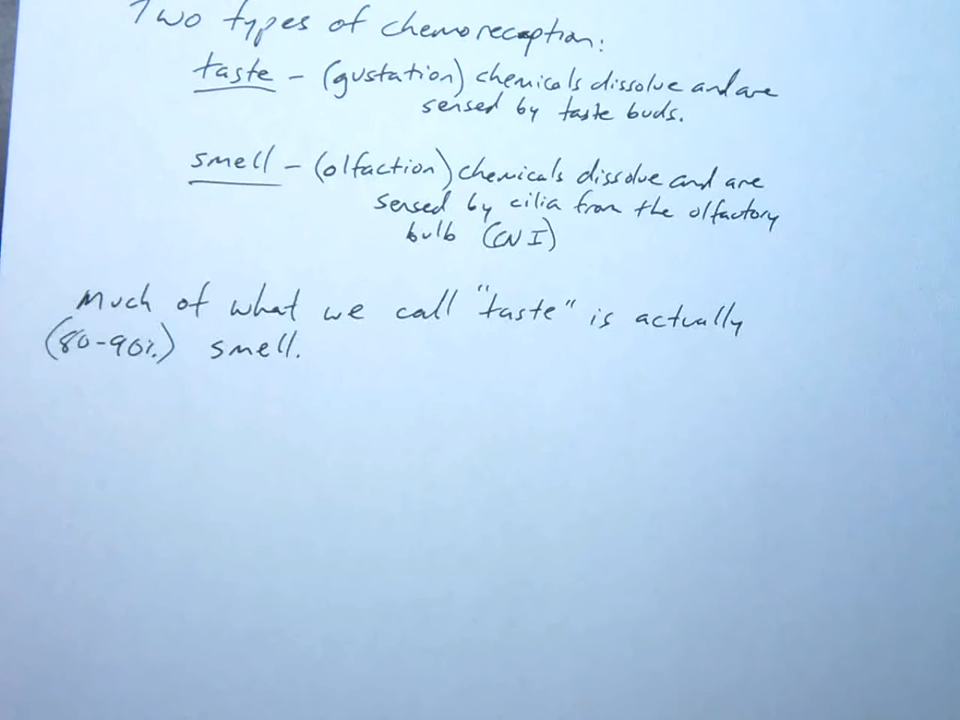 Two types of chemoreception:
taste – (gustation) chemicals dissolve and are
sensed by taste buds.
smell – (olfaction) chemicals dissolve and are
sensed by cilia from the olfactory
bulb (CN I)
Much of what we call "taste" is actually
(80-90%) smell.